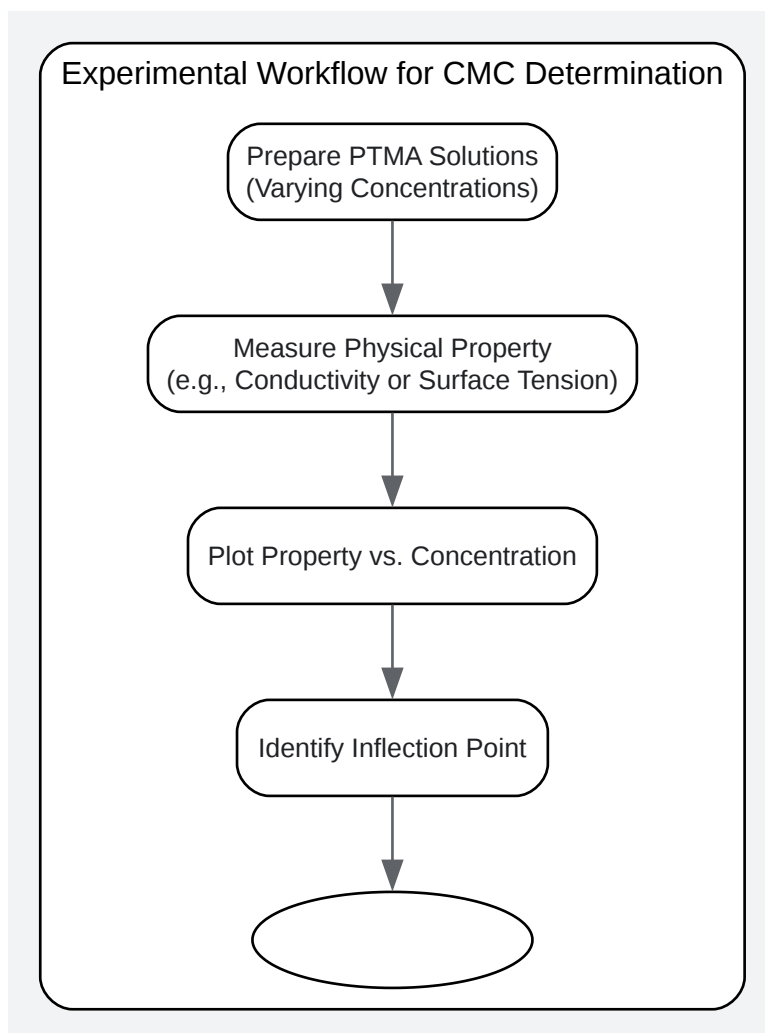 Experimental Workflow for CMC Determination
Prepare PTMA Solutions
(Varying Concentrations)
Measure Physical Property
(e.g., Conductivity or Surface Tension)
Plot Property vs. Concentration
Identify Inflection Point